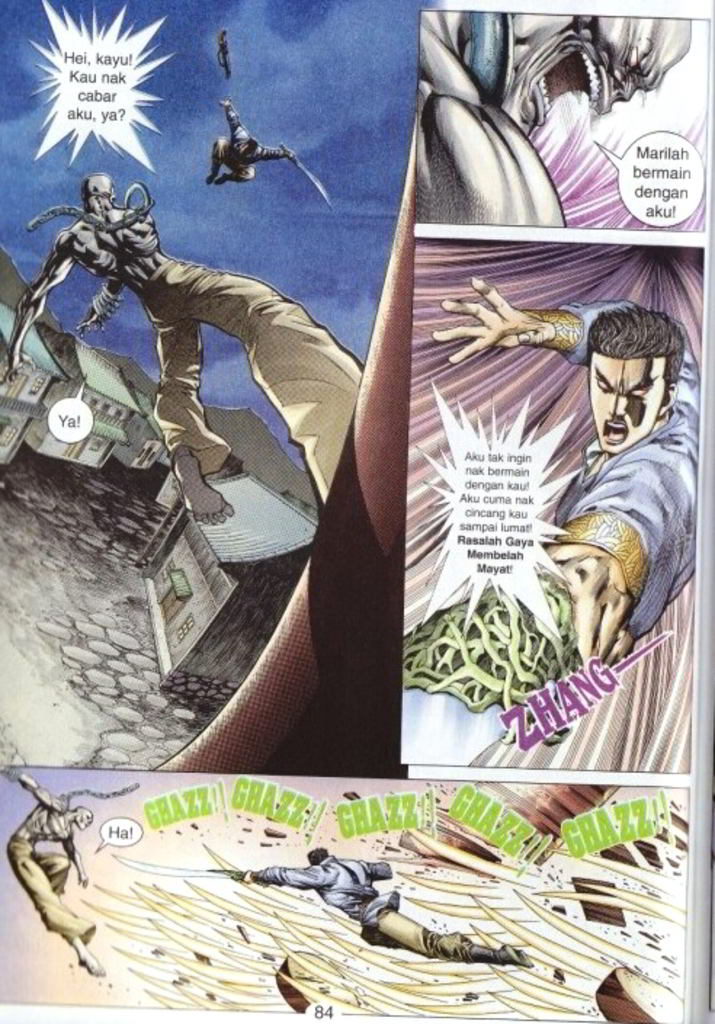 Hei, kayu!
Kau nak
cabar
aku, ya?
Ya!
Marilah
bermain
dengan
aku!
Aku tak ingin
nak bermain
dengan kau!
Aku cuma nak
cincang kau
sampai lumat!
Rasalah Gaya
Membelah
Mayat!
ZHANG
GHAZZ!! GHAZZ!! GHAZZ!! GHAZZ!! GHAZZ!!
Ha!
84